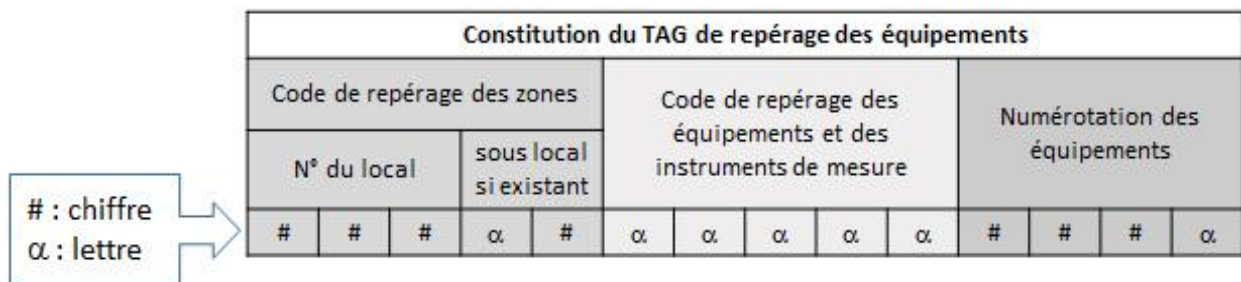 Constitution du TAG de repérage des équipements
Code de repérage des zones
Code de repérage des
équipements et des
instruments de mesure
Numérotation des
équipements
N° du local
sous local
si existant
# : chiffre
α : lettre
# # # α # α α α α α # # # α